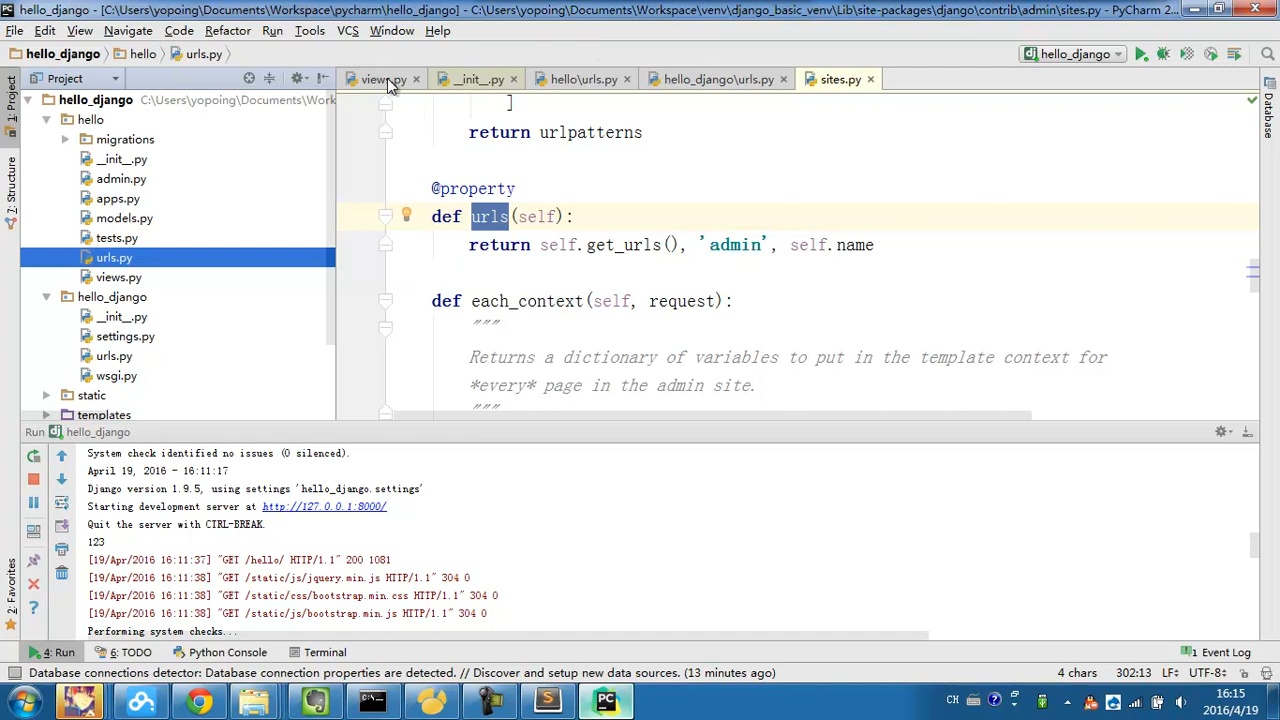 hello_django - [C:\Users\yopoing\Documents\Workspace\pycharm\hello_django] - C:\Users\yopoing\Documents\Workspace\venv\django_basic_venv\Lib\site-packages\django\contrib\admin\sites.py - PyCharm 2...
File Edit View Navigate Code Refactor Run Tools VCS Window Help
hello_django hello urls.py hello_django
Project views.py __init__.py hello\urls.py hello_django\urls.py sites.py
1: Project
7: Structure
2: Favorites
Database
hello_django C:\Users\yopoing\Documents\Work
hello
migrations
__init__.py
admin.py
apps.py
models.py
tests.py
urls.py
views.py
hello_django
__init__.py
settings.py
urls.py
wsgi.py
static
templates
]
return urlpatterns
@property
def urls(self):
return self.get_urls(), 'admin', self.name
def each_context(self, request):
"""
Returns a dictionary of variables to put in the template context for
*every* page in the admin site.
"""
Run hello_django
System check identified no issues (0 silenced).
April 19, 2016 - 16:11:17
Django version 1.9.5, using settings 'hello_django.settings'
Starting development server at http://127.0.0.1:8000/
Quit the server with CTRL-BREAK.
123
[19/Apr/2016 16:11:37] "GET /hello/ HTTP/1.1" 200 1081
[19/Apr/2016 16:11:38] "GET /static/js/jquery.min.js HTTP/1.1" 304 0
[19/Apr/2016 16:11:38] "GET /static/css/bootstrap.min.css HTTP/1.1" 304 0
[19/Apr/2016 16:11:38] "GET /static/js/bootstrap.min.js HTTP/1.1" 304 0
Performing system checks...
4: Run 6: TODO Python Console Terminal 1 Event Log
Database connections detector: Database connection properties are detected. // Discover and setup new data sources. (13 minutes ago) 4 chars 302:13 LF÷ UTF-8÷
CH 16:15
2016/4/19